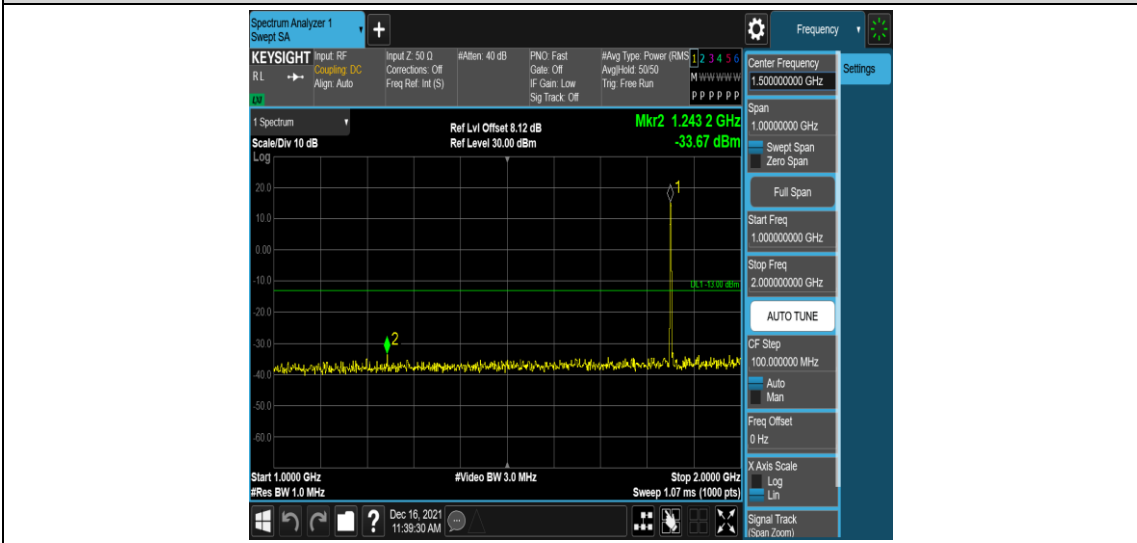 Spectrum Analyzer 1
Swept SA
+
Frequency
KEYSIGHT
RL
LXI
Input: RF
Coupling: DC
Align: Auto
Input Z: 50 Ω
Corrections: Off
Freq Ref: Int (S)
#Atten: 40 dB
PNO: Fast
Gate: Off
IF Gain: Low
Sig Track: Off
#Avg Type: Power (RMS
Avg|Hold: 50/50
Trig: Free Run
1 2 3 4 5 6
M W W W W W
P P P P P P
1 Spectrum
Scale/Div 10 dB
Log
Ref Lvl Offset 8.12 dB
Ref Level 30.00 dBm
Mkr2 1.243 2 GHz
-33.67 dBm
20.0
10.0
0.00
-10.0
-20.0
-30.0
-40.0
-50.0
-60.0
1
DL1 -13.00 dBm
2
Start 1.0000 GHz
#Res BW 1.0 MHz
#Video BW 3.0 MHz
Stop 2.0000 GHz
Sweep 1.07 ms (1000 pts)
?
Dec 16, 2021
11:39:30 AM
Center Frequency
1.500000000 GHz
Settings
Span
1.00000000 GHz
Swept Span
Zero Span
Full Span
Start Freq
1.000000000 GHz
Stop Freq
2.000000000 GHz
AUTO TUNE
CF Step
100.000000 MHz
Auto
Man
Freq Offset
0 Hz
X Axis Scale
Log
Lin
Signal Track
(Span Zoom)